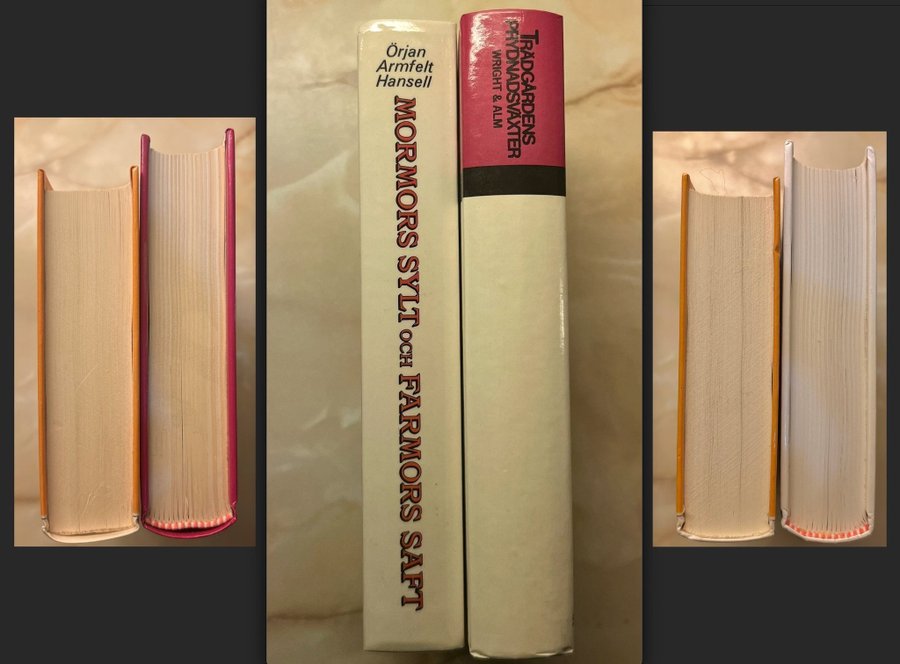 Örjan
Armfelt
Hansell
MORMORS SYLT OCH FARMORS SAFT
TRÄDGÅRDENS
PRYDNADSVÄXTER
WRIGHT & ALM